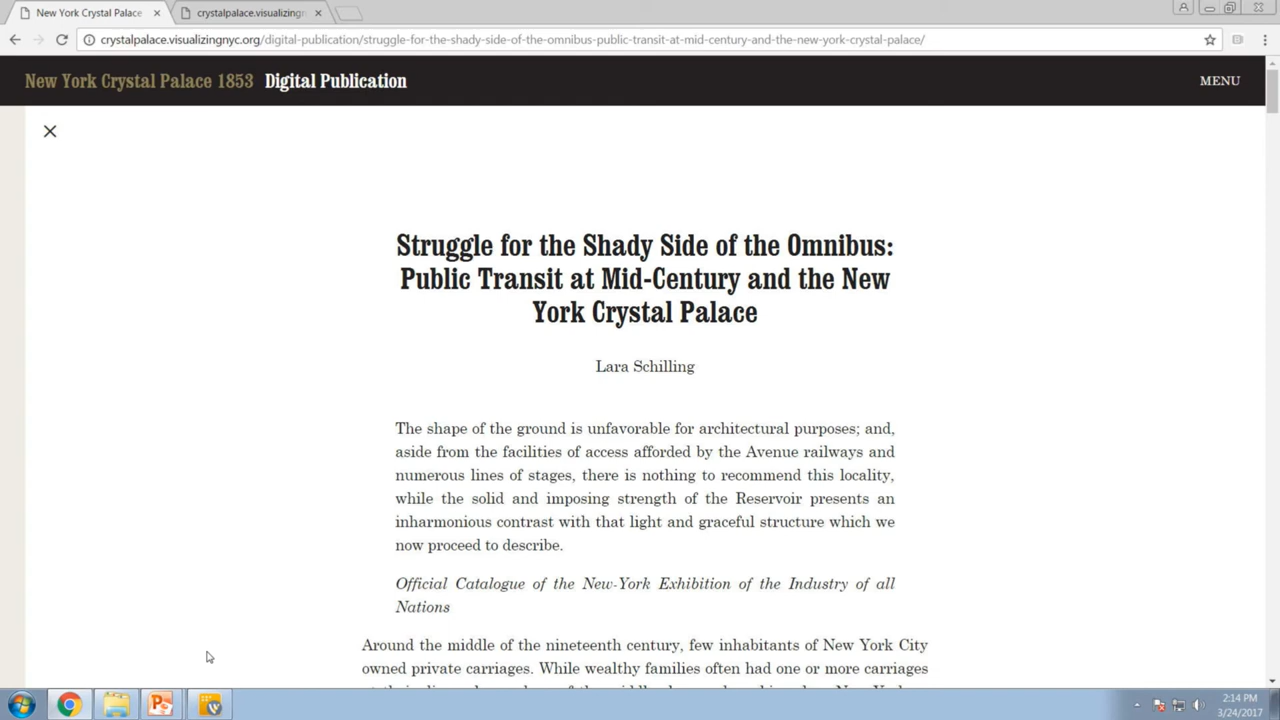 New York Crystal Palace
crystalpalace.visualizingn
crystalpalace.visualizingnyc.org/digital-publication/struggle-for-the-shady-side-of-the-omnibus-public-transit-at-mid-century-and-the-new-york-crystal-palace/
New York Crystal Palace 1853 Digital Publication
MENU
Struggle for the Shady Side of the Omnibus:
Public Transit at Mid-Century and the New
York Crystal Palace
Lara Schilling
The shape of the ground is unfavorable for architectural purposes; and,
aside from the facilities of access afforded by the Avenue railways and
numerous lines of stages, there is nothing to recommend this locality,
while the solid and imposing strength of the Reservoir presents an
inharmonious contrast with that light and graceful structure which we
now proceed to describe.
Official Catalogue of the New-York Exhibition of the Industry of all
Nations
Around the middle of the nineteenth century, few inhabitants of New York City
owned private carriages. While wealthy families often had one or more carriages
2:14 PM
3/24/2017